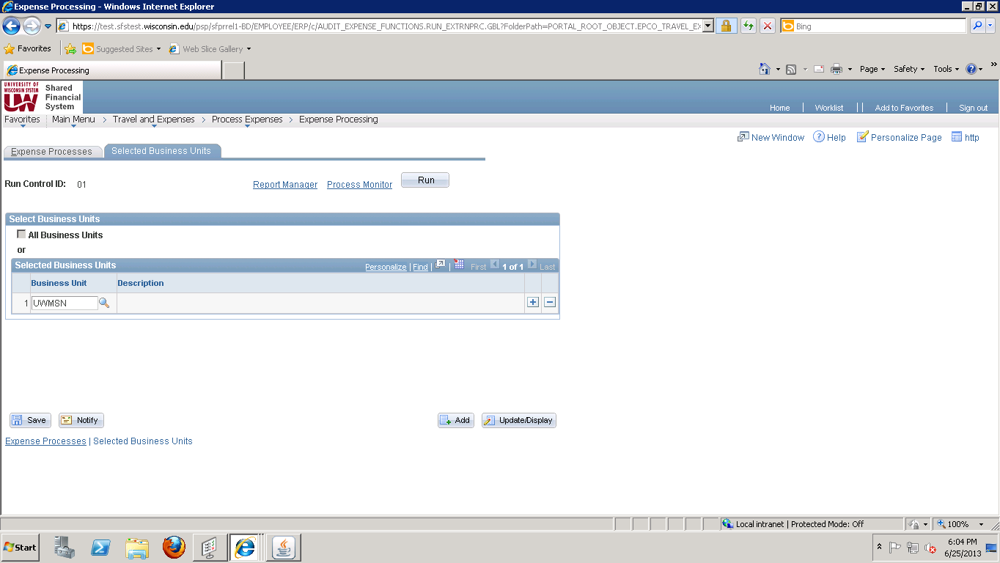 Expense Processing - Windows Internet Explorer
https://test.sfstest.wisconsin.edu/psp/sfprrel1-BD/EMPLOYEE/ERP/c/AUDIT_EXPENSE_FUNCTIONS.RUN_EXTRNPRC.GBL?FolderPath=PORTAL_ROOT_OBJECT.EPCO_TRAVEL_EX Bing
Favorites Suggested Sites Web Slice Gallery
Expense Processing Page Safety Tools
UNIVERSITY OF
WISCONSIN SYSTEM
UW
Shared
Financial
System
Home Worklist Add to Favorites Sign out
Favorites Main Menu > Travel and Expenses > Process Expenses > Expense Processing
New Window Help Personalize Page http
Expense Processes Selected Business Units
Run Control ID: 01 Report Manager Process Monitor Run
Select Business Units
All Business Units
or
Selected Business Units Personalize | Find | | First 1 of 1 Last
Business Unit Description
1 UWMSN
Save Notify Add Update/Display
Expense Processes | Selected Business Units
Local intranet | Protected Mode: Off 100%
Start 6:04 PM
6/25/2013